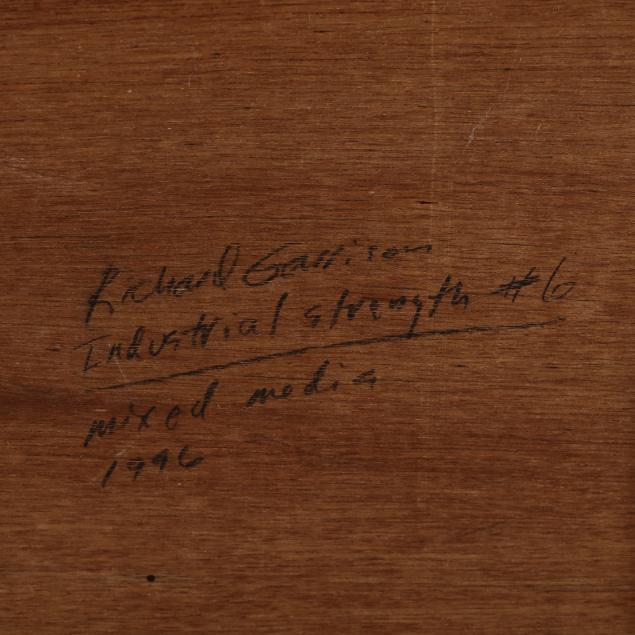 Richard Garrison
Industrial strength #6
mixed media
1996